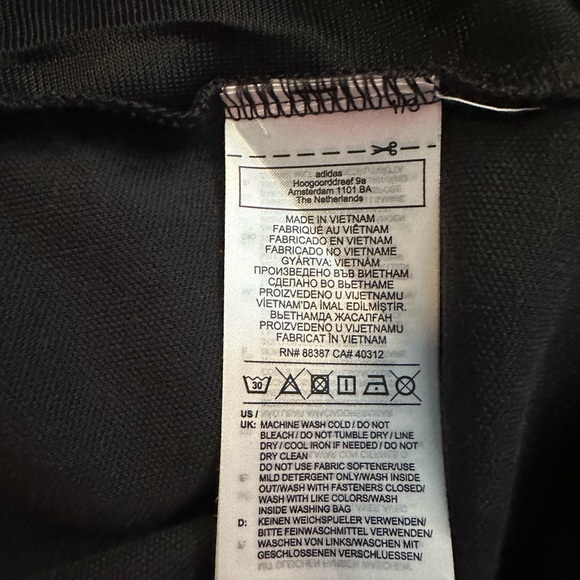 adidas
Hoogoorddreef 9a
Amsterdam 1101 BA
The Netherlands
MADE IN VIETNAM
FABRIQUÉ AU VIÊTNAM
FABRICADO EN VIETNAM
FABRICADO NO VIETNAME
GYÁRTVA: VIETNÁM
ПРОИЗВЕДЕНО ВЪВ ВИЕТНАМ
СДЕЛАНО ВО ВЬЕТНАМЕ
PROIZVEDENO U VIJETNAMU
VİETNAM'DA İMAL EDİLMİŞTİR.
ВЬЕТНАМДА ЖАСАЛҒАН
PROIZVEDENO U VIJETNAMU
FABRICAT ÎN VIETNAM
RN# 88387 CA# 40312
30
US /
UK: MACHINE WASH COLD / DO NOT
BLEACH / DO NOT TUMBLE DRY / LINE
DRY / COOL IRON IF NEEDED / DO NOT
DRY CLEAN
DO NOT USE FABRIC SOFTENER/USE
MILD DETERGENT ONLY/WASH INSIDE
OUT/WASH WITH FASTENERS CLOSED/
WASH WITH LIKE COLORS/WASH
INSIDE WASHING BAG
D: KEINEN WEICHSPUELER VERWENDEN/
BITTE FEINWASCHMITTEL VERWENDEN/
WASCHEN VON LINKS/WASCHEN MIT
GESCHLOSSENEN VERSCHLUESSEN/